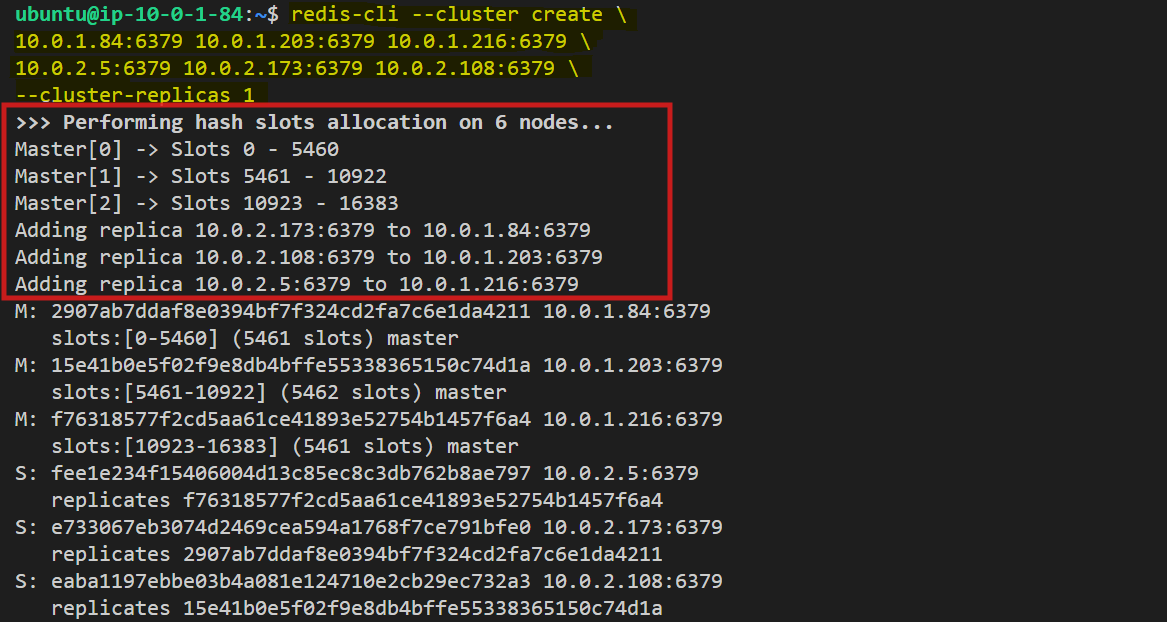 ubuntu@ip-10-0-1-84:~$ redis-cli --cluster create \
10.0.1.84:6379 10.0.1.203:6379 10.0.1.216:6379 \
10.0.2.5:6379 10.0.2.173:6379 10.0.2.108:6379 \
--cluster-replicas 1
>>> Performing hash slots allocation on 6 nodes...
Master[0] -> Slots 0 - 5460
Master[1] -> Slots 5461 - 10922
Master[2] -> Slots 10923 - 16383
Adding replica 10.0.2.173:6379 to 10.0.1.84:6379
Adding replica 10.0.2.108:6379 to 10.0.1.203:6379
Adding replica 10.0.2.5:6379 to 10.0.1.216:6379
M: 2907ab7ddaf8e0394bf7f324cd2fa7c6e1da4211 10.0.1.84:6379
   slots:[0-5460] (5461 slots) master
M: 15e41b0e5f02f9e8db4bffe55338365150c74d1a 10.0.1.203:6379
   slots:[5461-10922] (5462 slots) master
M: f76318577f2cd5aa61ce41893e52754b1457f6a4 10.0.1.216:6379
   slots:[10923-16383] (5461 slots) master
S: fee1e234f15406004d13c85ec8c3db762b8ae797 10.0.2.5:6379
   replicates f76318577f2cd5aa61ce41893e52754b1457f6a4
S: e733067eb3074d2469cea594a1768f7ce791bfe0 10.0.2.173:6379
   replicates 2907ab7ddaf8e0394bf7f324cd2fa7c6e1da4211
S: eaba1197ebbe03b4a081e124710e2cb29ec732a3 10.0.2.108:6379
   replicates 15e41b0e5f02f9e8db4bffe55338365150c74d1a